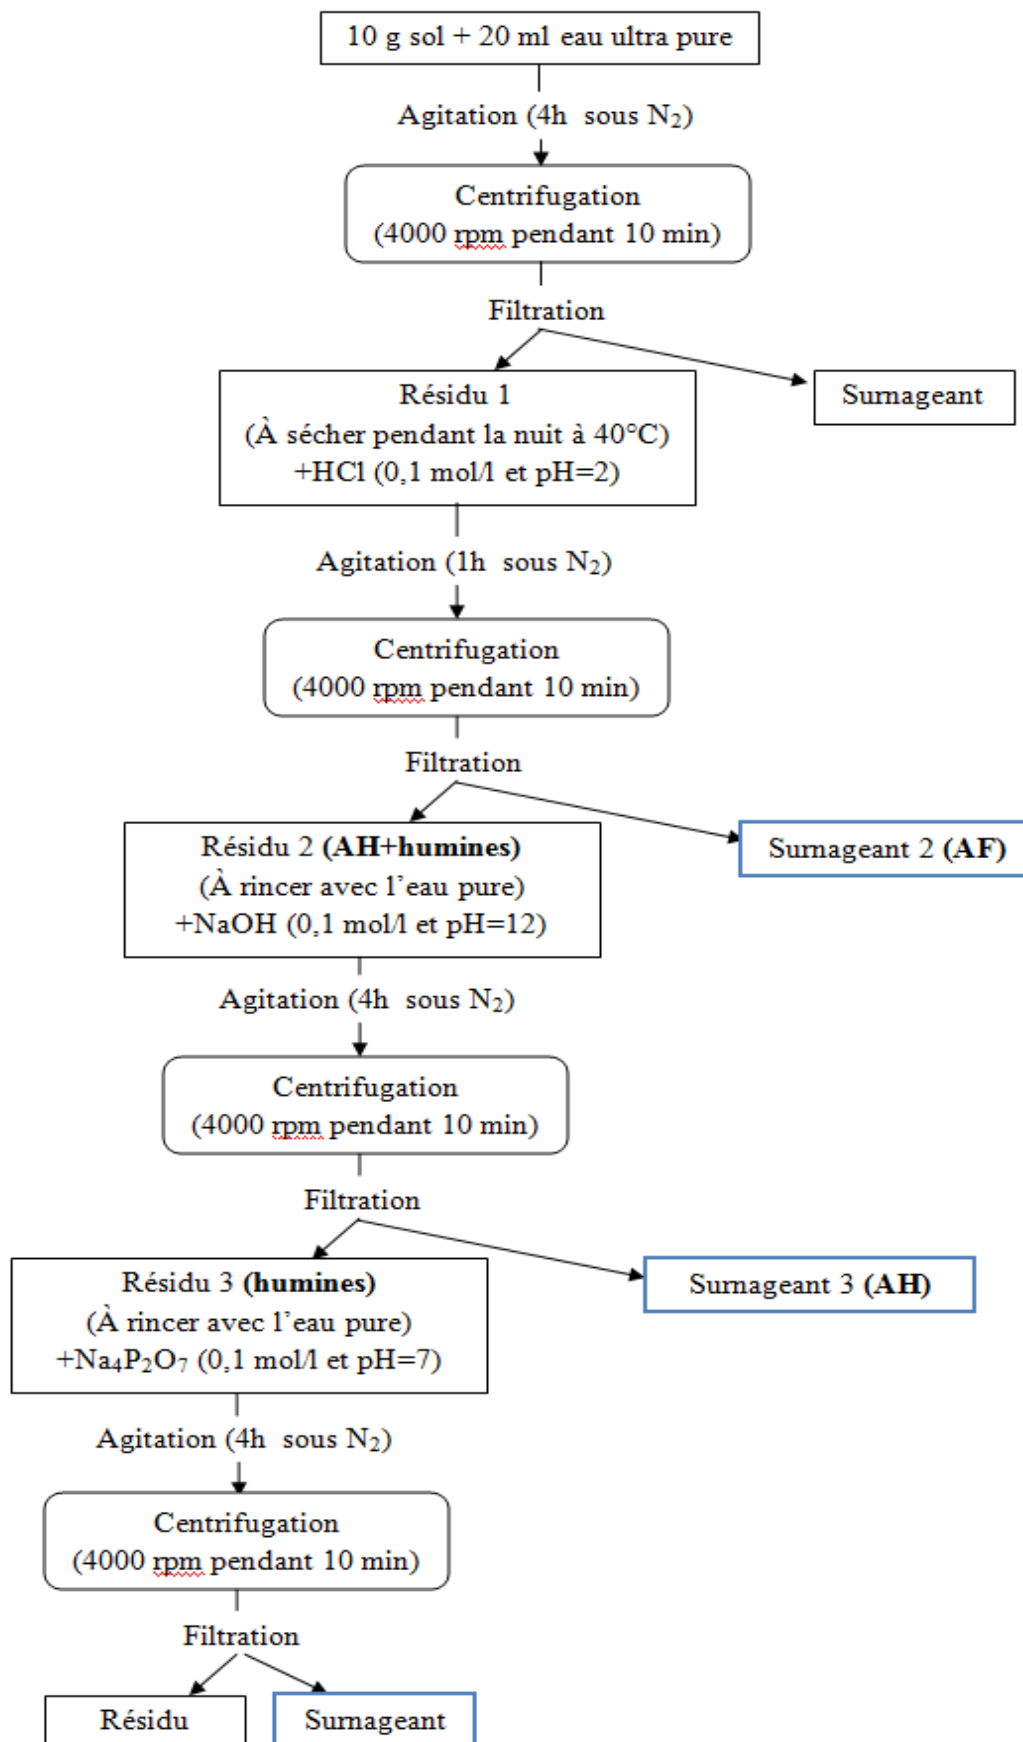 10 g sol + 20 ml eau ultra pure
Agitation (4h sous N₂)
Centrifugation
(4000 rpm pendant 10 min)
Filtration
Résidu 1
(À sécher pendant la nuit à 40°C)
+HCl (0,1 mol/l et pH=2)
Surnageant
Agitation (1h sous N₂)
Centrifugation
(4000 rpm pendant 10 min)
Filtration
Résidu 2 (AH+humines)
(À rincer avec l’eau pure)
+NaOH (0,1 mol/l et pH=12)
Surnageant 2 (AF)
Agitation (4h sous N₂)
Centrifugation
(4000 rpm pendant 10 min)
Filtration
Résidu 3 (humines)
(À rincer avec l’eau pure)
+Na₄P₂O₇ (0,1 mol/l et pH=7)
Surnageant 3 (AH)
Agitation (4h sous N₂)
Centrifugation
(4000 rpm pendant 10 min)
Filtration
Résidu
Surnageant